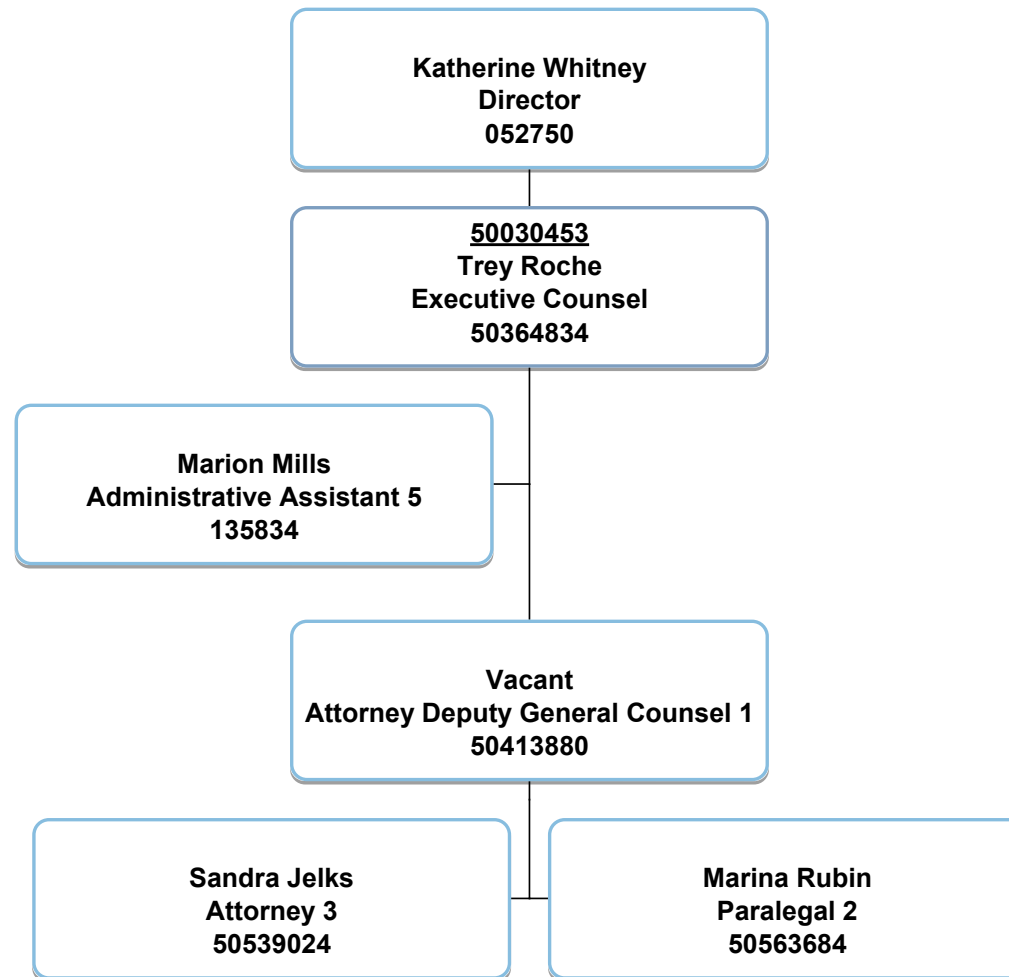 Katherine Whitney
Director
052750
50030453
Trey Roche
Executive Counsel
50364834
Marion Mills
Administrative Assistant 5
135834
Vacant
Attorney Deputy General Counsel 1
50413880
Sandra Jelks
Attorney 3
50539024
Marina Rubin
Paralegal 2
50563684